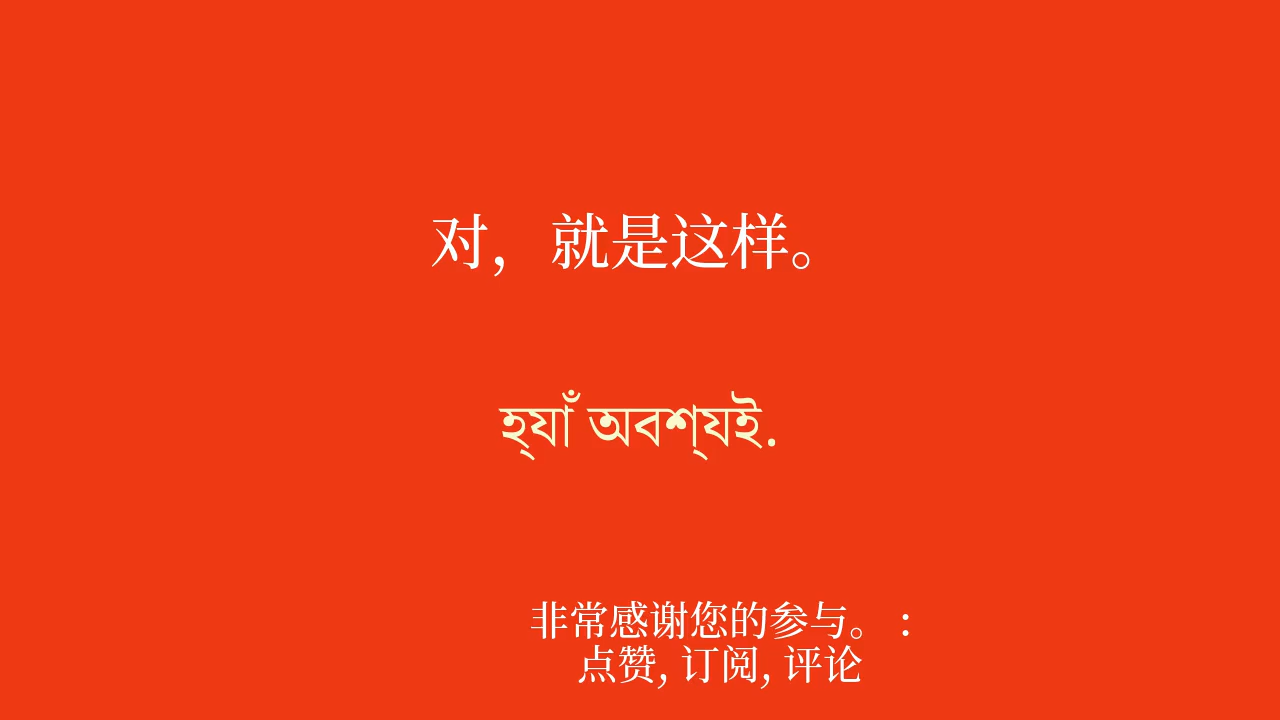 对，就是这样。
হ্যাঁ অবশ্যই.
非常感谢您的参与。 :
点赞, 订阅, 评论